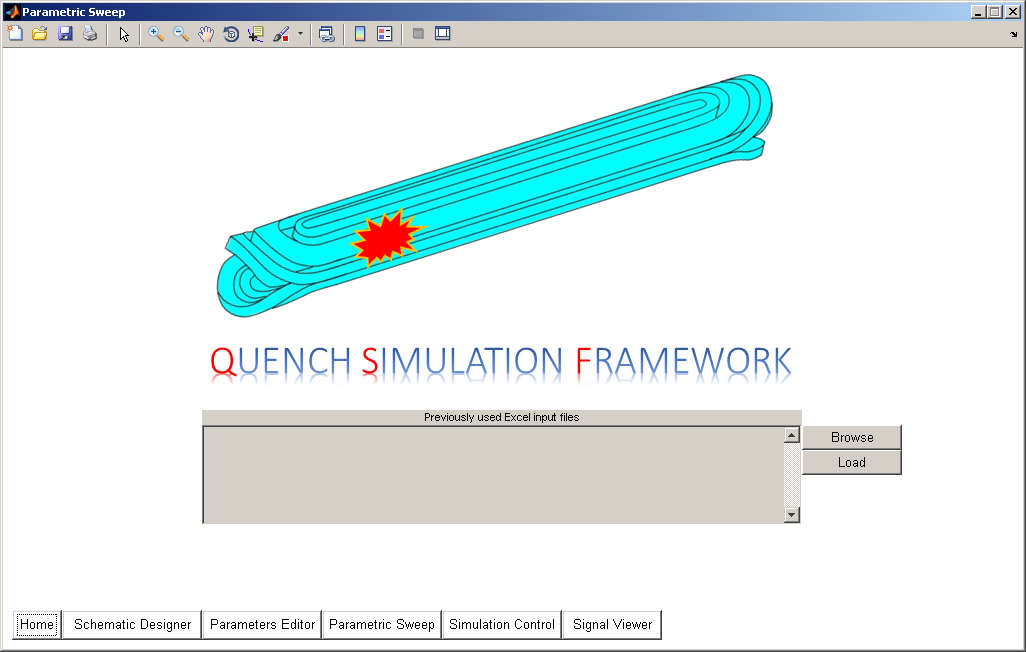 Parametric Sweep
QUENCH SIMULATION FRAMEWORK
Previously used Excel input files
Browse
Load
Home Schematic Designer Parameters Editor Parametric Sweep Simulation Control Signal Viewer